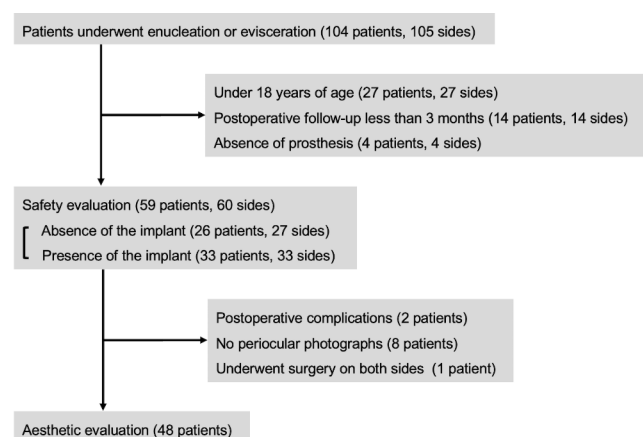 Patients underwent enucleation or evisceration (104 patients, 105 sides)
Under 18 years of age (27 patients, 27 sides)
Postoperative follow-up less than 3 months (14 patients, 14 sides)
Absence of prosthesis (4 patients, 4 sides)
Safety evaluation (59 patients, 60 sides)
Absence of the implant (26 patients, 27 sides)
Presence of the implant (33 patients, 33 sides)
Postoperative complications (2 patients)
No periocular photographs (8 patients)
Underwent surgery on both sides (1 patient)
Aesthetic evaluation (48 patients)